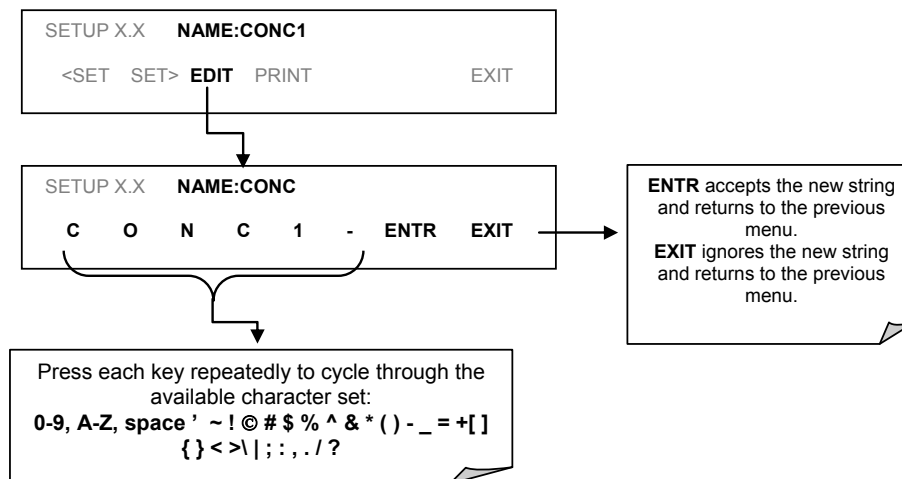 SETUP X.X NAME:CONC1
<SET SET> EDIT PRINT EXIT
SETUP X.X NAME:CONC
C O N C 1 - ENTR EXIT
ENTR accepts the new string
and returns to the previous
menu.
EXIT ignores the new string
and returns to the previous
menu.
Press each key repeatedly to cycle through the
available character set:
0-9, A-Z, space ’ ~ ! © # $ % ^ & * ( ) - _ = +[ ]
{ } < >\ | ; : , . / ?